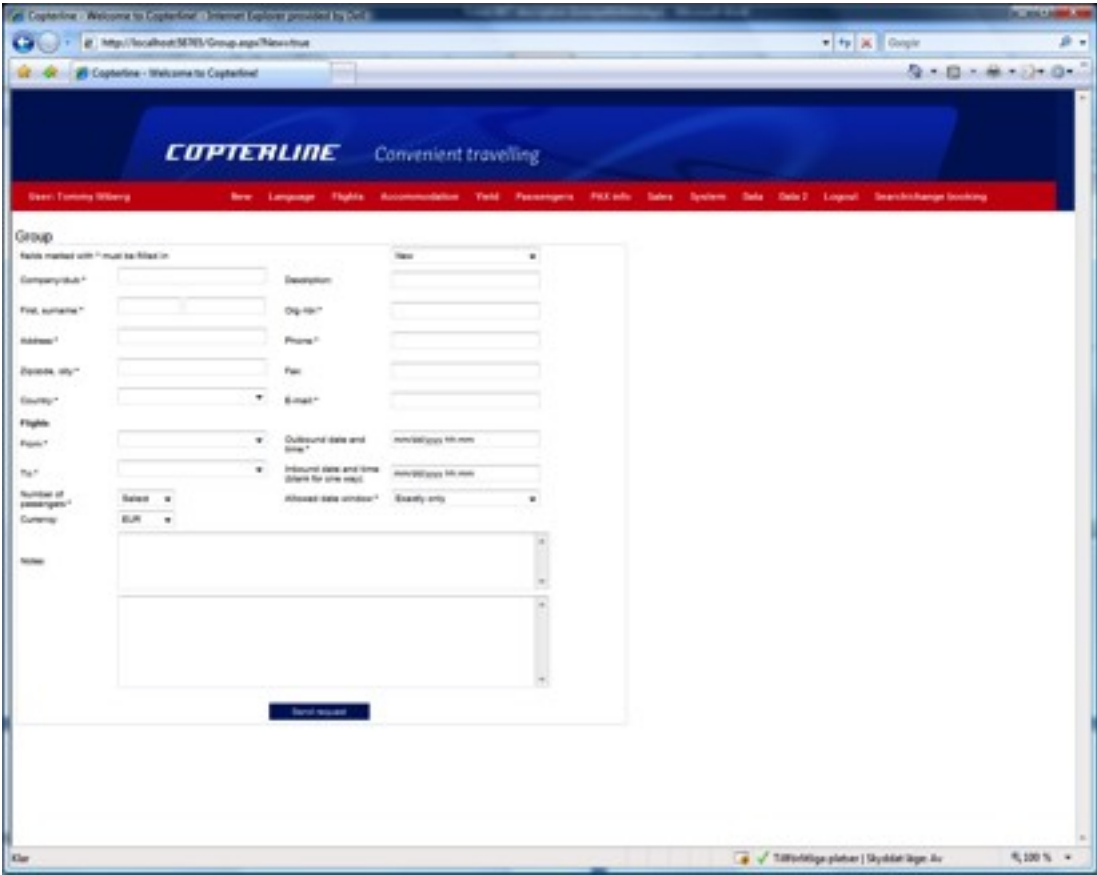 Copterline - Welcome to Copterline! - Internet Explorer provided by Dell
http://localhost:58765/Group.aspx?New=true
Google
Copterline - Welcome to Copterline!
COPTERLINE Convenient travelling
User: Tommy New Language Flights Accommodation Yield Passengers PAX info Sales System Data Data 2 Logout Search/change booking
Group
fields marked with * must be filled in New
Company/club:* Description:
First, surname:* Org.-nbr:*
Address:* Phone:*
Zipcode, city:* Fax:
Country:* E-mail:*
Flights
From:* Outbound date and time:* mm/dd/yyyy hh:mm
To:* Inbound date and time (blank for one way): mm/dd/yyyy hh:mm
Number of passengers:* Select Allowed date window:* Exactly only
Currency: EUR
Notes:
Send request
Klar Tillförlitliga platser | Skyddat läge: Av 100 %